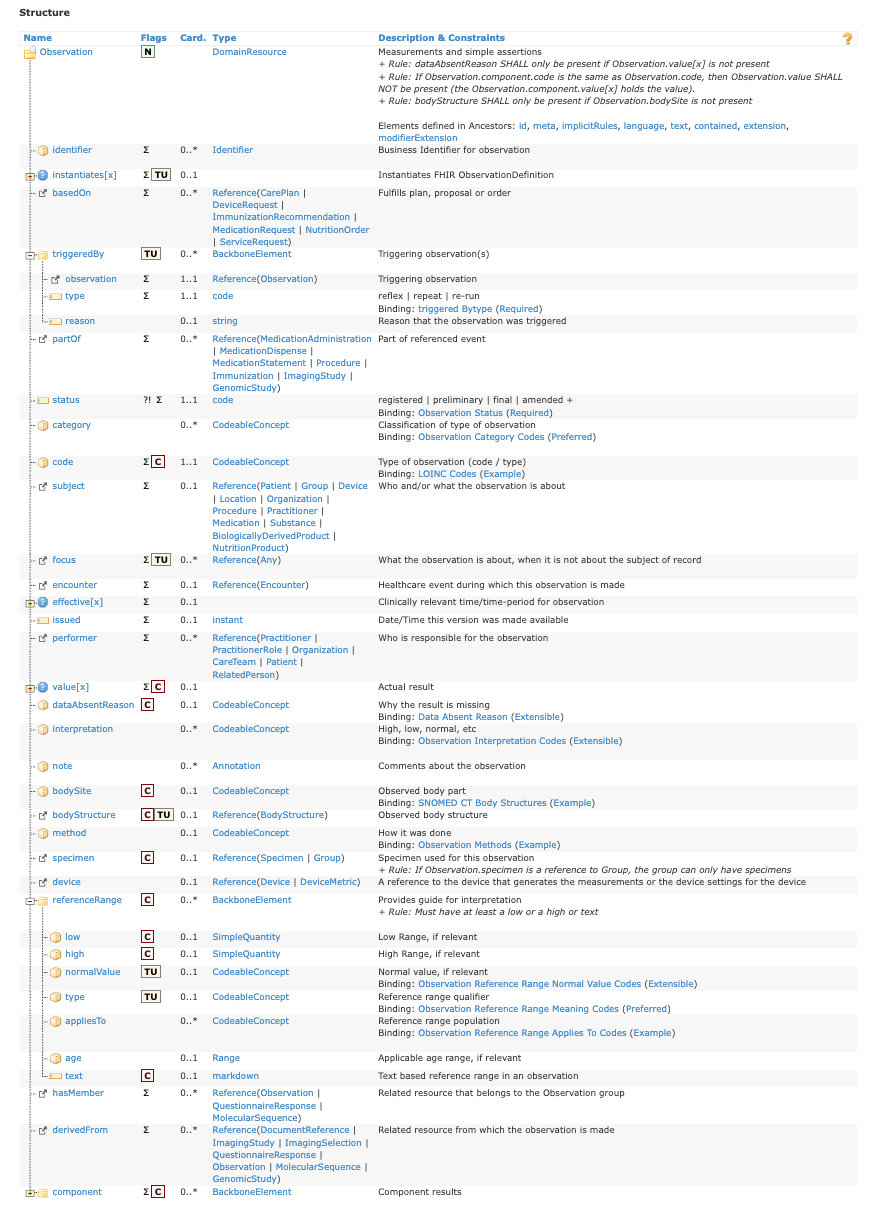 Structure
Name Flags Card. Type Description & Constraints
Observation N DomainResource Measurements and simple assertions
+ Rule: dataAbsentReason SHALL only be present if Observation.value[x] is not present
+ Rule: If Observation.component.code is the same as Observation.code, then Observation.value SHALL
NOT be present (the Observation.component.value[x] holds the value).
+ Rule: bodyStructure SHALL only be present if Observation.bodySite is not present
Elements defined in Ancestors: id, meta, implicitRules, language, text, contained, extension,
modifierExtension
identifier Σ 0..* Identifier Business Identifier for observation
instantiates[x] Σ TU 0..1 Instantiates FHIR ObservationDefinition
basedOn Σ 0..* Reference(CarePlan | Fulfills plan, proposal or order
DeviceRequest |
ImmunizationRecommendation |
MedicationRequest | NutritionOrder
| ServiceRequest)
triggeredBy TU 0..* BackboneElement Triggering observation(s)
observation Σ 1..1 Reference(Observation) Triggering observation
type Σ 1..1 code reflex | repeat | re-run
Binding: triggered Bytype (Required)
reason 0..1 string Reason that the observation was triggered
partOf Σ 0..* Reference(MedicationAdministration Part of referenced event
| MedicationDispense |
MedicationStatement | Procedure |
Immunization | ImagingStudy |
GenomicStudy)
status ?! Σ 1..1 code registered | preliminary | final | amended +
Binding: Observation Status (Required)
category 0..* CodeableConcept Classification of type of observation
Binding: Observation Category Codes (Preferred)
code Σ C 1..1 CodeableConcept Type of observation (code / type)
Binding: LOINC Codes (Example)
subject Σ 0..1 Reference(Patient | Group | Device Who and/or what the observation is about
| Location | Organization |
Procedure | Practitioner |
Medication | Substance |
BiologicallyDerivedProduct |
NutritionProduct)
focus Σ TU 0..* Reference(Any) What the observation is about, when it is not about the subject of record
encounter Σ 0..1 Reference(Encounter) Healthcare event during which this observation is made
effective[x] Σ 0..1 Clinically relevant time/time-period for observation
issued Σ 0..1 instant Date/Time this version was made available
performer Σ 0..* Reference(Practitioner | Who is responsible for the observation
PractitionerRole | Organization |
CareTeam | Patient |
RelatedPerson)
value[x] Σ C 0..1 Actual result
dataAbsentReason C 0..1 CodeableConcept Why the result is missing
Binding: Data Absent Reason (Extensible)
interpretation 0..* CodeableConcept High, low, normal, etc
Binding: Observation Interpretation Codes (Extensible)
note 0..* Annotation Comments about the observation
bodySite C 0..1 CodeableConcept Observed body part
Binding: SNOMED CT Body Structures (Example)
bodyStructure C TU 0..1 Reference(BodyStructure) Observed body structure
method 0..1 CodeableConcept How it was done
Binding: Observation Methods (Example)
specimen C 0..1 Reference(Specimen | Group) Specimen used for this observation
+ Rule: If Observation.specimen is a reference to Group, the group can only have specimens
device 0..1 Reference(Device | DeviceMetric) A reference to the device that generates the measurements or the device settings for the device
referenceRange C 0..* BackboneElement Provides guide for interpretation
+ Rule: Must have at least a low or a high or text
low C 0..1 SimpleQuantity Low Range, if relevant
high C 0..1 SimpleQuantity High Range, if relevant
normalValue TU 0..1 CodeableConcept Normal value, if relevant
Binding: Observation Reference Range Normal Value Codes (Extensible)
type TU 0..1 CodeableConcept Reference range qualifier
Binding: Observation Reference Range Meaning Codes (Preferred)
appliesTo 0..* CodeableConcept Reference range population
Binding: Observation Reference Range Applies To Codes (Example)
age 0..1 Range Applicable age range, if relevant
text C 0..1 markdown Text based reference range in an observation
hasMember Σ 0..* Reference(Observation | Related resource that belongs to the Observation group
QuestionnaireResponse |
MolecularSequence)
derivedFrom Σ 0..* Reference(DocumentReference | Related resource from which the observation is made
ImagingStudy | ImagingSelection |
QuestionnaireResponse |
Observation | MolecularSequence |
GenomicStudy)
component Σ C 0..* BackboneElement Component results